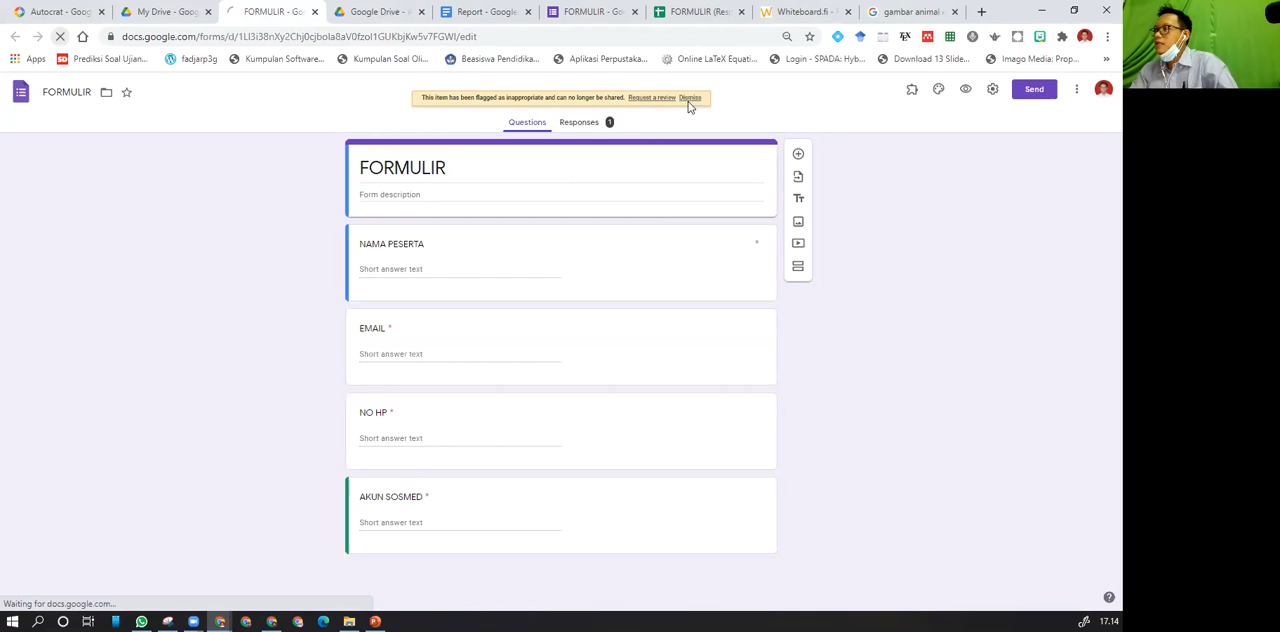 Autocrat - Goog
My Drive - Goog
FORMULIR - Go
Google Drive - A
Report - Google
FORMULIR - Go
FORMULIR (Res
Whiteboard.fi -
gambar animal
docs.google.com/forms/d/1Ll3i38nXy2Chj0cjbola8aV0fzol1GUKbjKw5v7FGWI/edit
Apps
Prediksi Soal Ujian...
fadjarp3g
Kumpulan Software...
Kumpulan Soal Oli...
Beasiswa Pendidika...
Aplikasi Perpustaka...
Online LaTeX Equati...
Login - SPADA: Hyb...
Download 13 Slide...
Imago Media: Prop...
FORMULIR
This item has been flagged as inappropriate and can no longer be shared. Request a review Dismiss
Send
Questions
Responses 1
FORMULIR
Form description
NAMA PESERTA *
Short answer text
EMAIL *
Short answer text
NO HP *
Short answer text
AKUN SOSMED *
Short answer text
Waiting for docs.google.com...
17.14